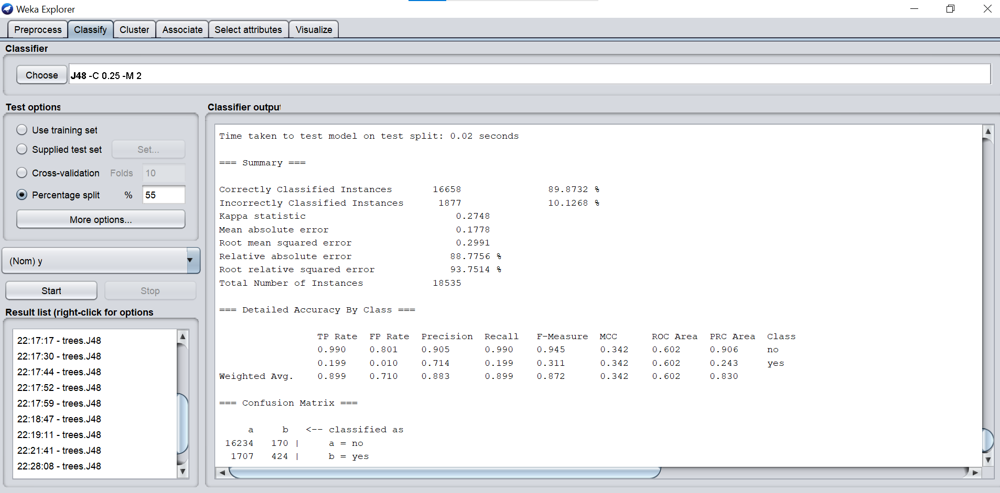 Weka Explorer
Preprocess Classify Cluster Associate Select attributes Visualize
Classifier
Choose J48 -C 0.25 -M 2
Test options
Use training set
Supplied test set Set...
Cross-validation Folds 10
Percentage split % 55
More options...
(Nom) y
Start Stop
Result list (right-click for options
22:17:17 - trees.J48
22:17:30 - trees.J48
22:17:44 - trees.J48
22:17:52 - trees.J48
22:17:59 - trees.J48
22:18:47 - trees.J48
22:19:11 - trees.J48
22:21:41 - trees.J48
22:28:08 - trees.J48
Classifier output
Time taken to test model on test split: 0.02 seconds
=== Summary ===
Correctly Classified Instances 16658 89.8732 %
Incorrectly Classified Instances 1877 10.1268 %
Kappa statistic 0.2748
Mean absolute error 0.1778
Root mean squared error 0.2991
Relative absolute error 88.7756 %
Root relative squared error 93.7514 %
Total Number of Instances 18535
=== Detailed Accuracy By Class ===
TP Rate FP Rate Precision Recall F-Measure MCC ROC Area PRC Area Class
0.990 0.801 0.905 0.990 0.945 0.342 0.602 0.906 no
0.199 0.010 0.714 0.199 0.311 0.342 0.602 0.243 yes
Weighted Avg. 0.899 0.710 0.883 0.899 0.872 0.342 0.602 0.830
=== Confusion Matrix ===
a b <-- classified as
16234 170 | a = no
1707 424 | b = yes